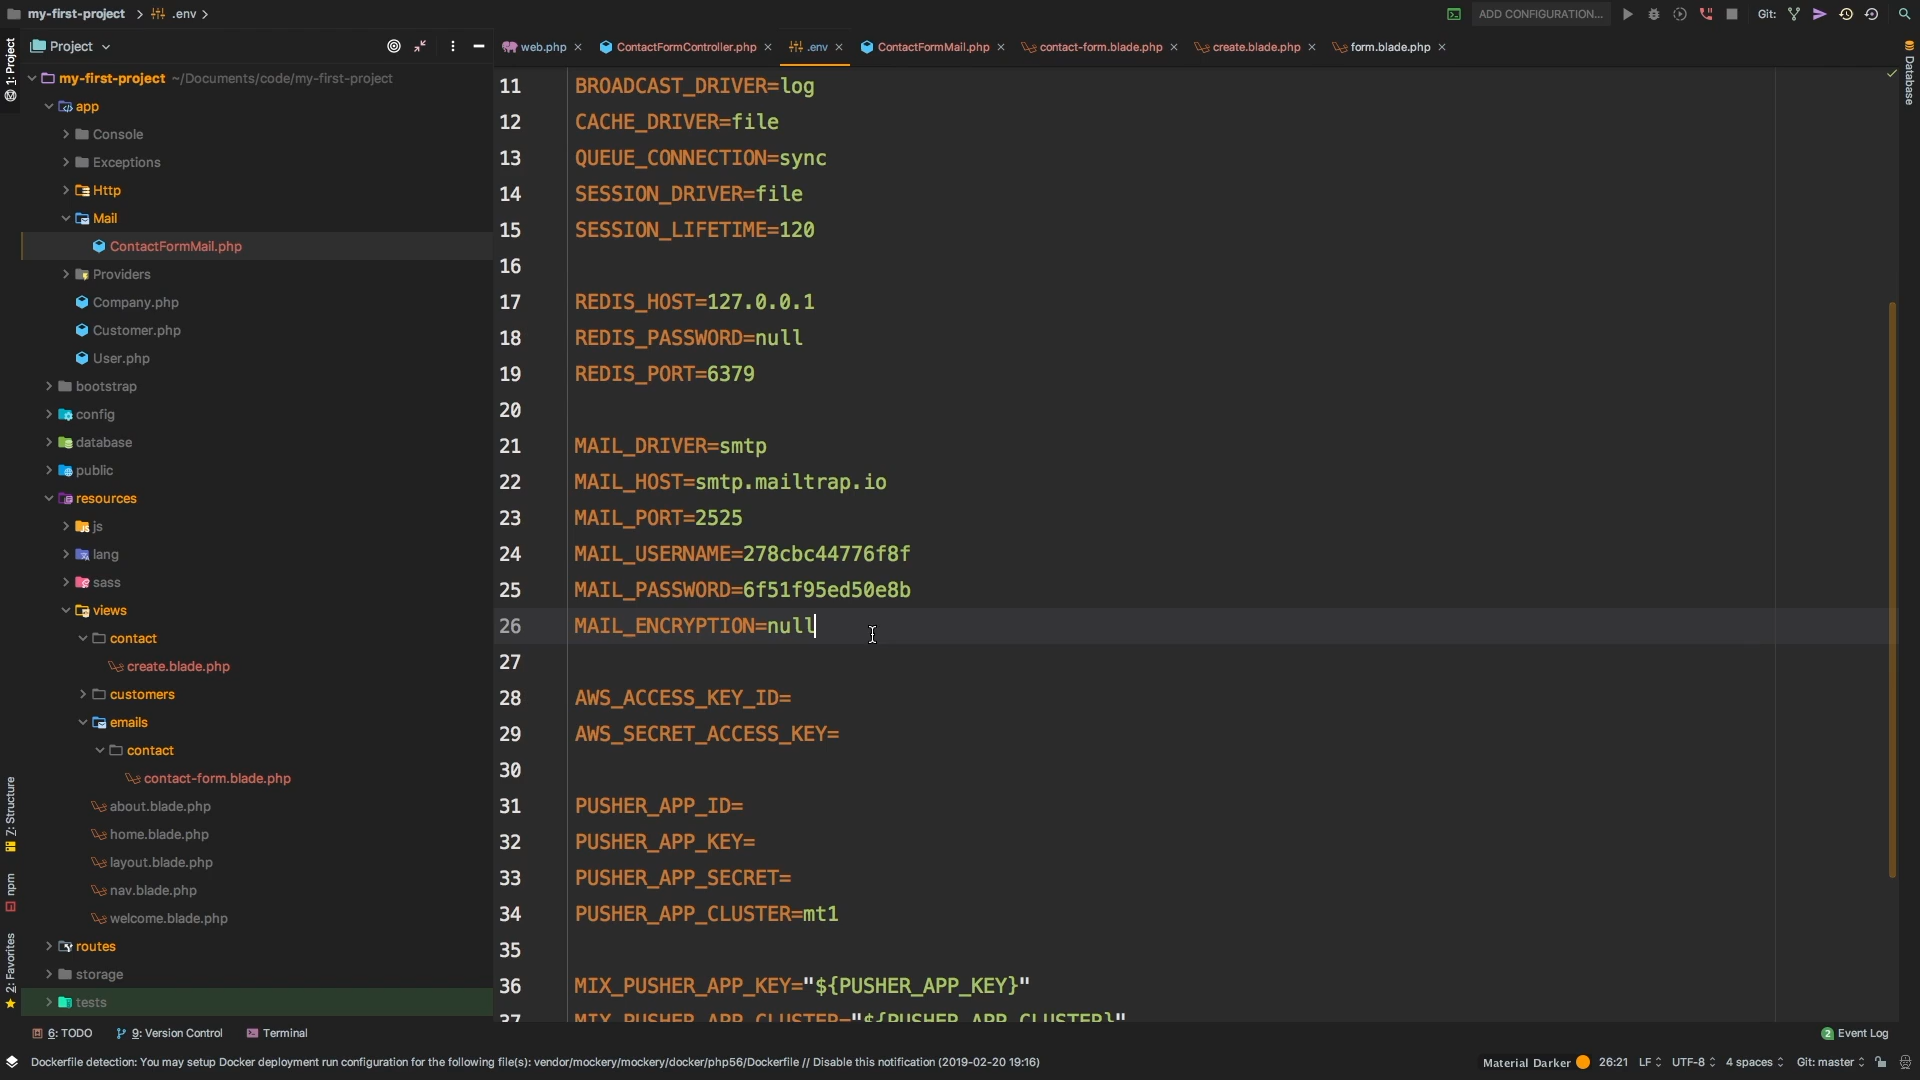 my-first-project
.env
ADD CONFIGURATION...
Git:
Project
web.php
ContactFormController.php
.env
ContactFormMail.php
contact-form.blade.php
create.blade.php
form.blade.php
1: Project
Database
my-first-project ~/Documents/code/my-first-project
app
Console
Exceptions
Http
Mail
ContactFormMail.php
Providers
Company.php
Customer.php
User.php
bootstrap
config
database
public
resources
js
lang
sass
views
contact
create.blade.php
customers
emails
contact
contact-form.blade.php
about.blade.php
home.blade.php
layout.blade.php
nav.blade.php
welcome.blade.php
routes
storage
tests
Z: Structure
npm
2: Favorites
11 BROADCAST_DRIVER=log
12 CACHE_DRIVER=file
13 QUEUE_CONNECTION=sync
14 SESSION_DRIVER=file
15 SESSION_LIFETIME=120
16
17 REDIS_HOST=127.0.0.1
18 REDIS_PASSWORD=null
19 REDIS_PORT=6379
20
21 MAIL_DRIVER=smtp
22 MAIL_HOST=smtp.mailtrap.io
23 MAIL_PORT=2525
24 MAIL_USERNAME=278cbc44776f8f
25 MAIL_PASSWORD=6f51f95ed50e8b
26 MAIL_ENCRYPTION=null
27
28 AWS_ACCESS_KEY_ID=
29 AWS_SECRET_ACCESS_KEY=
30
31 PUSHER_APP_ID=
32 PUSHER_APP_KEY=
33 PUSHER_APP_SECRET=
34 PUSHER_APP_CLUSTER=mt1
35
36 MIX_PUSHER_APP_KEY="${PUSHER_APP_KEY}"
37 MIX_PUSHER_APP_CLUSTER="${PUSHER_APP_CLUSTER}"
6: TODO
9: Version Control
Terminal
2 Event Log
Dockerfile detection: You may setup Docker deployment run configuration for the following file(s): vendor/mockery/mockery/docker/php56/Dockerfile // Disable this notification (2019-02-20 19:16)
Material Darker
26:21
LF
UTF-8
4 spaces
Git: master